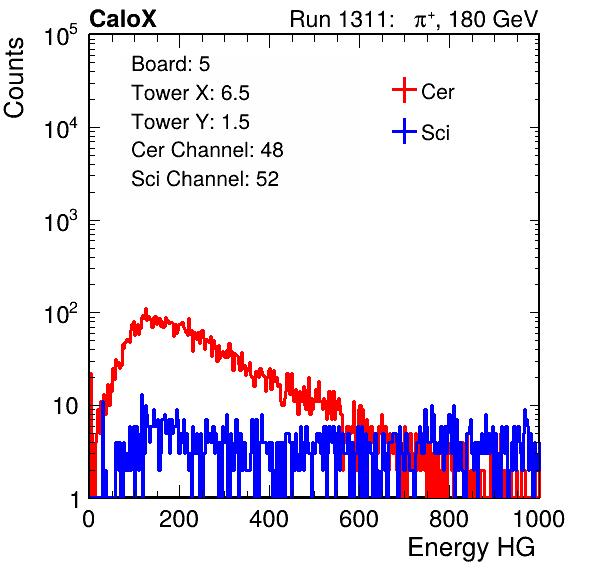 CaloX Run 1311: π⁺, 180 GeV
Board: 5
Tower X: 6.5
Tower Y: 1.5
Cer Channel: 48
Sci Channel: 52
Cer
Sci
Counts
10⁵
10⁴
10³
10²
10
1
0 200 400 600 800 1000
Energy HG